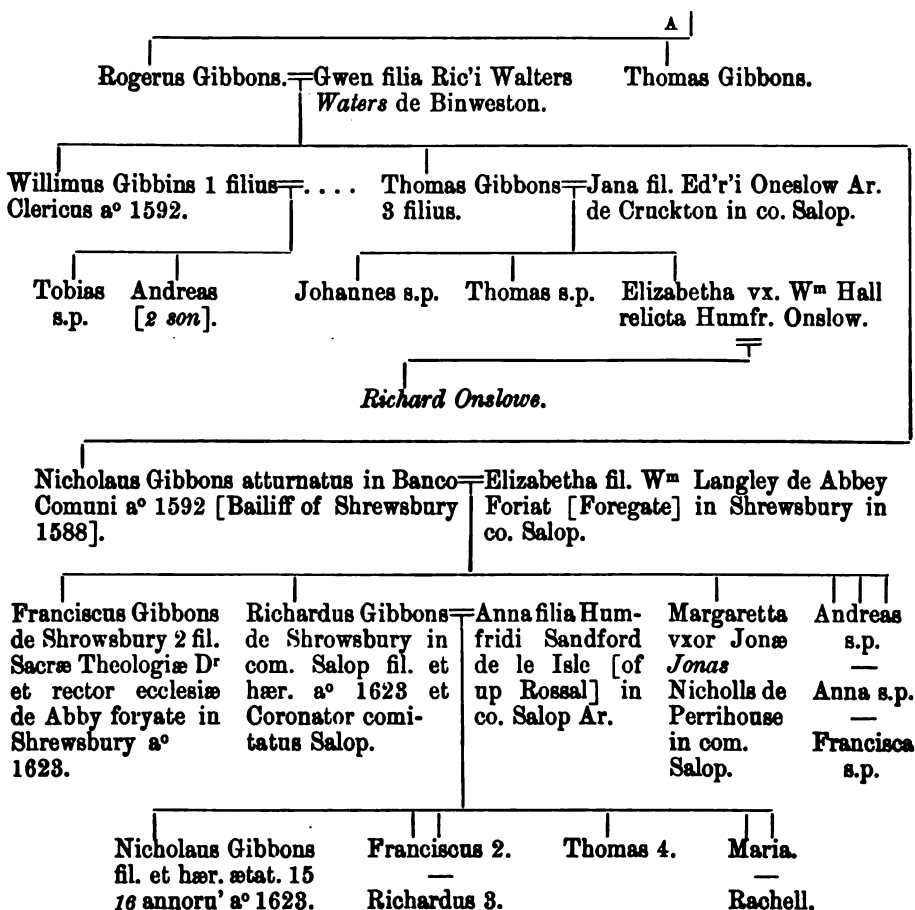 A
Rogerus Gibbons.
Gwen filia Ric'i Walters
Waters de Binweston.
Thomas Gibbons.
Willimus Gibbins 1 filius
Clericus aº 1592.
. . . .
Thomas Gibbons
3 filius.
Jana fil. Ed'r'i Oneslow Ar.
de Cruckton in co. Salop.
Tobias
s.p.
Andreas
[2 son].
Johannes s.p.
Thomas s.p.
Elizabetha vx. Wᵐ Hall
relicta Humfr. Onslow.
Richard Onslowe.
Nicholaus Gibbons atturnatus in Banco
Comuni aº 1592 [Bailiff of Shrewsbury
1588].
Elizabetha fil. Wᵐ Langley de Abbey
Foriat [Foregate] in Shrewsbury in
co. Salop.
Franciscus Gibbons
de Shrowsbury 2 fil.
Sacræ Theologiæ Dʳ
et rector ecclesiæ
de Abby foryate in
Shrewsbury aº
1623.
Richardus Gibbons
de Shrowsbury in
com. Salop fil. et
hær. aº 1623 et
Coronator comi-
tatus Salop.
Anna filia Hum-
fridi Sandford
de le Isle [of
up Rossal] in
co. Salop Ar.
Margaretta
vxor Jonæ
Jonas
Nicholls de
Perrihouse
in com.
Salop.
Andreas
s.p.
—
Anna s.p.
—
Francisca
s.p.
Nicholaus Gibbons
fil. et hær. ætat. 15
16 annoru' aº 1623.
Franciscus 2.
—
Richardus 3.
Thomas 4.
Maria.
—
Rachell.